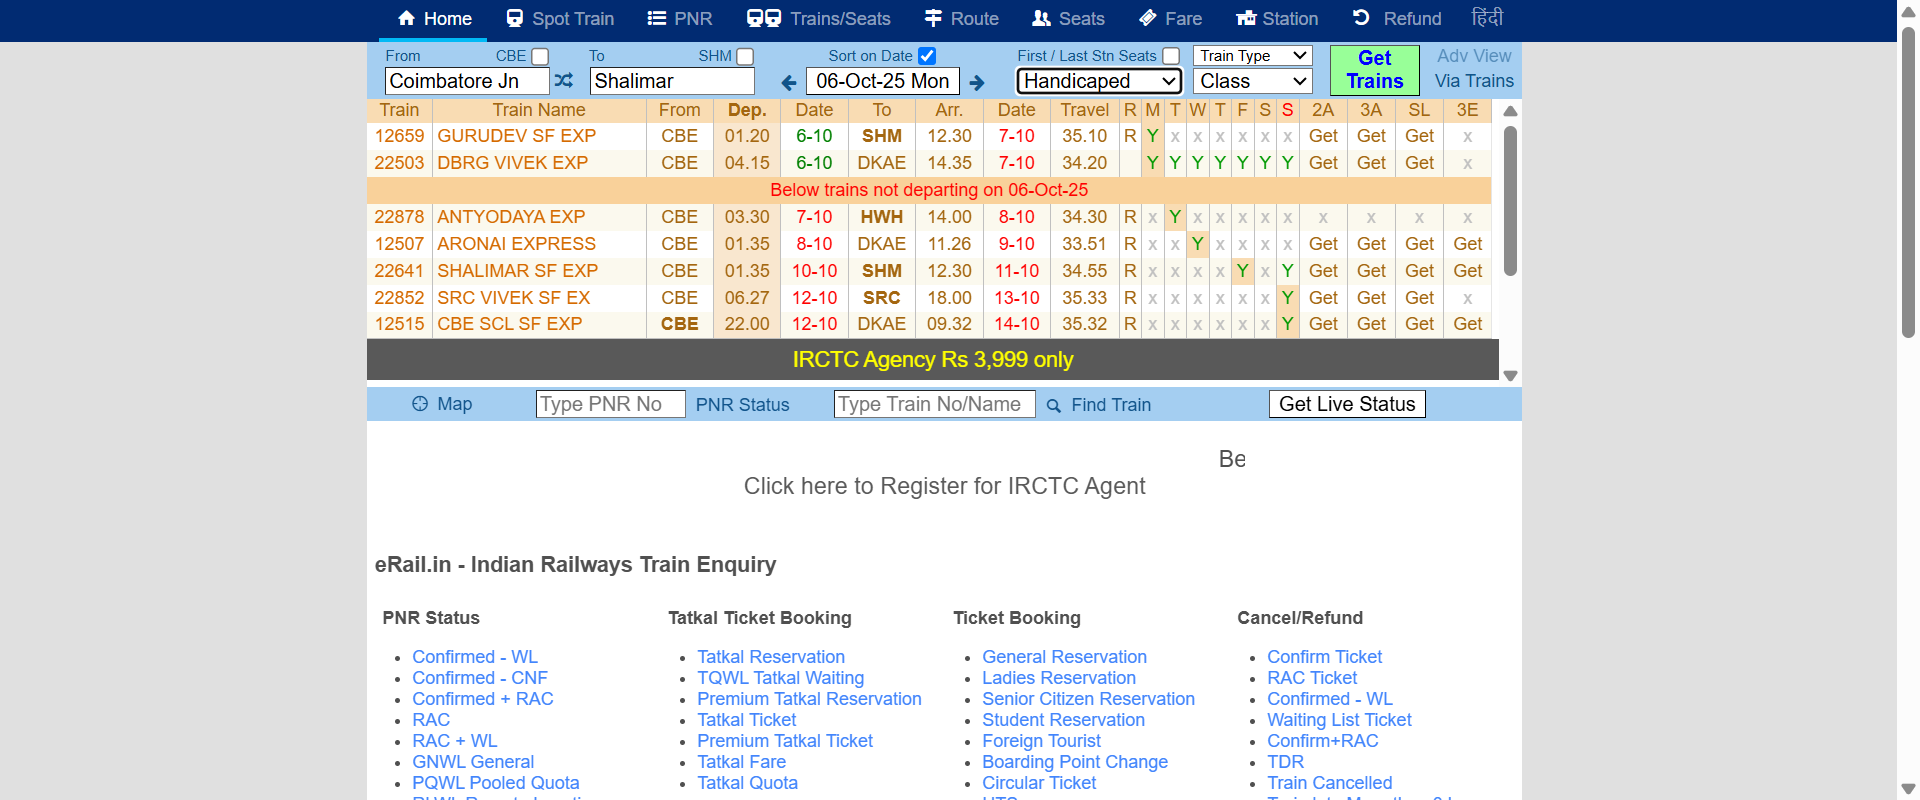 Home Spot Train PNR Trains/Seats Route Seats Fare Station Refund हिंदी
From CBE To SHM Sort on Date First / Last Stn Seats Train Type Get Trains Adv View
Coimbatore Jn Shalimar 06-Oct-25 Mon Handicaped Class Via Trains
Train Train Name From Dep. Date To Arr. Date Travel R M T W T F S S 2A 3A SL 3E
12659 GURUDEV SF EXP CBE 01.20 6-10 SHM 12.30 7-10 35.10 R Y x x x x x x Get Get Get x
22503 DBRG VIVEK EXP CBE 04.15 6-10 DKAE 14.35 7-10 34.20 Y Y Y Y Y Y Y Get Get Get x
Below trains not departing on 06-Oct-25
22878 ANTYODAYA EXP CBE 03.30 7-10 HWH 14.00 8-10 34.30 R x Y x x x x x x x x x
12507 ARONAI EXPRESS CBE 01.35 8-10 DKAE 11.26 9-10 33.51 R x x Y x x x x Get Get Get Get
22641 SHALIMAR SF EXP CBE 01.35 10-10 SHM 12.30 11-10 34.55 R x x x x Y x Y Get Get Get Get
22852 SRC VIVEK SF EX CBE 06.27 12-10 SRC 18.00 13-10 35.33 R x x x x x x Y Get Get Get x
12515 CBE SCL SF EXP CBE 22.00 12-10 DKAE 09.32 14-10 35.32 R x x x x x x Y Get Get Get Get
IRCTC Agency Rs 3,999 only
Map Type PNR No PNR Status Type Train No/Name Find Train Get Live Status
Be
Click here to Register for IRCTC Agent
eRail.in - Indian Railways Train Enquiry
PNR Status
Confirmed - WL
Confirmed - CNF
Confirmed + RAC
RAC
RAC + WL
GNWL General
PQWL Pooled Quota
Tatkal Ticket Booking
Tatkal Reservation
TQWL Tatkal Waiting
Premium Tatkal Reservation
Tatkal Ticket
Premium Tatkal Ticket
Tatkal Fare
Tatkal Quota
Ticket Booking
General Reservation
Ladies Reservation
Senior Citizen Reservation
Student Reservation
Foreign Tourist
Boarding Point Change
Circular Ticket
Cancel/Refund
Confirm Ticket
RAC Ticket
Confirmed - WL
Waiting List Ticket
Confirm+RAC
TDR
Train Cancelled